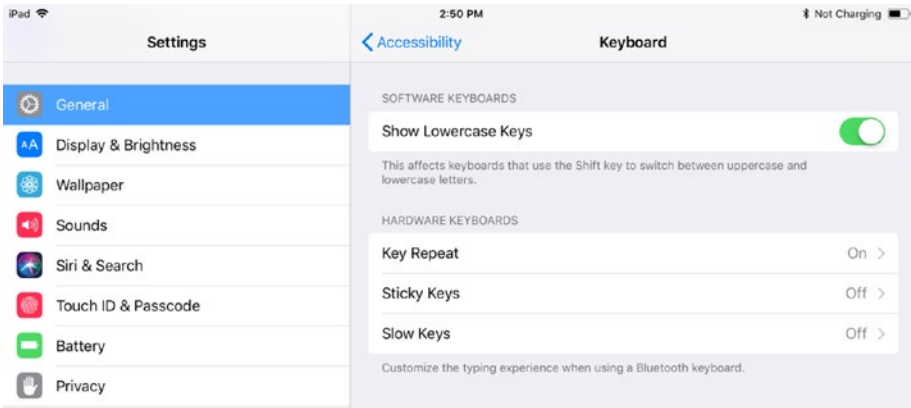 iPad 2:50 PM Not Charging
Settings
Accessibility Keyboard
General
Display & Brightness
Wallpaper
Sounds
Siri & Search
Touch ID & Passcode
Battery
Privacy
SOFTWARE KEYBOARDS
Show Lowercase Keys
This affects keyboards that use the Shift key to switch between uppercase and
lowercase letters.
HARDWARE KEYBOARDS
Key Repeat On
Sticky Keys Off
Slow Keys Off
Customize the typing experience when using a Bluetooth keyboard.